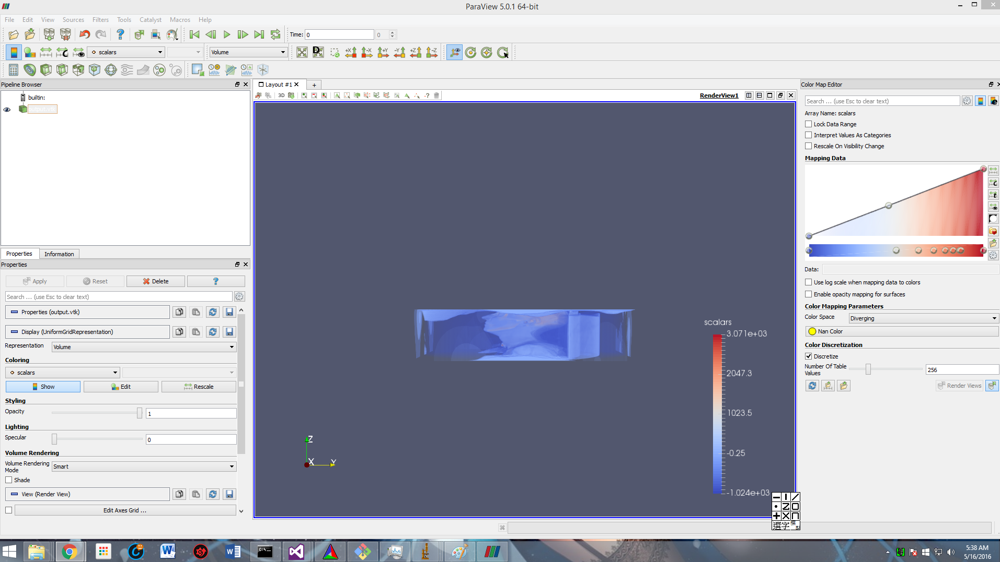 ParaView 5.0.1 64-bit
File Edit View Sources Filters Tools Catalyst Macros Help
Time: 0 0
scalars Volume
+X -X +Y -Y +Z -Z
Pipeline Browser
builtin:
Layout #1
3D
RenderView1
Properties Information
Properties
Apply Reset Delete ?
Search ... (use Esc to clear text)
Properties (output.vtk)
Display (UniformGridRepresentation)
Representation Volume
Coloring
scalars
Show Edit Rescale
Styling
Opacity 1
Lighting
Specular 0
Volume Rendering
Volume Rendering Mode Smart
Shade
View (Render View)
Edit Axes Grid ...
Z
X Y
scalars
3.071e+03
2047.3
1023.5
-0.25
-1.024e+03
選字
Color Map Editor
Search ... (use Esc to clear text)
Array Name: scalars
Lock Data Range
Interpret Values As Categories
Rescale On Visibility Change
Mapping Data
Data:
Use log scale when mapping data to colors
Enable opacity mapping for surfaces
Color Mapping Parameters
Color Space Diverging
Nan Color
Color Discretization
Discretize
Number Of Table Values 256
Render Views
5:38 AM
5/16/2016